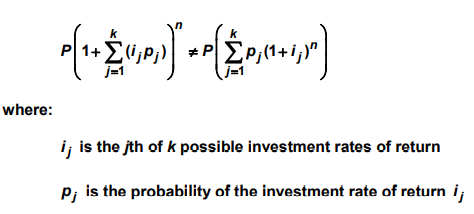 P(1+∑_{j=1}^{k}(i_j p_j))^n ≠ P(∑_{j=1}^{k} p_j(1+i_j)^n)
where:
i_j is the jth of k possible investment rates of return
p_j is the probability of the investment rate of return i_j